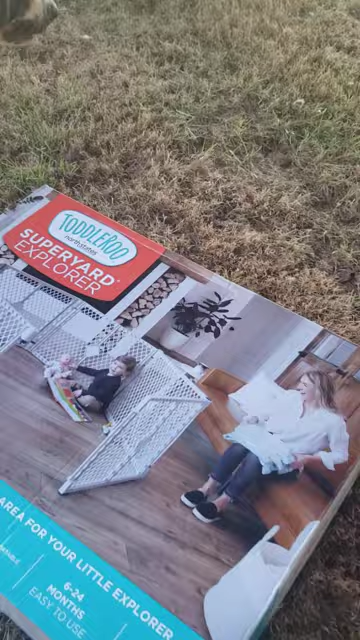 TODDLEROO
north states
SUPERYARD
EXPLORER
AREA FOR YOUR LITTLE EXPLORER
6-24
MONTHS
EASY TO USE